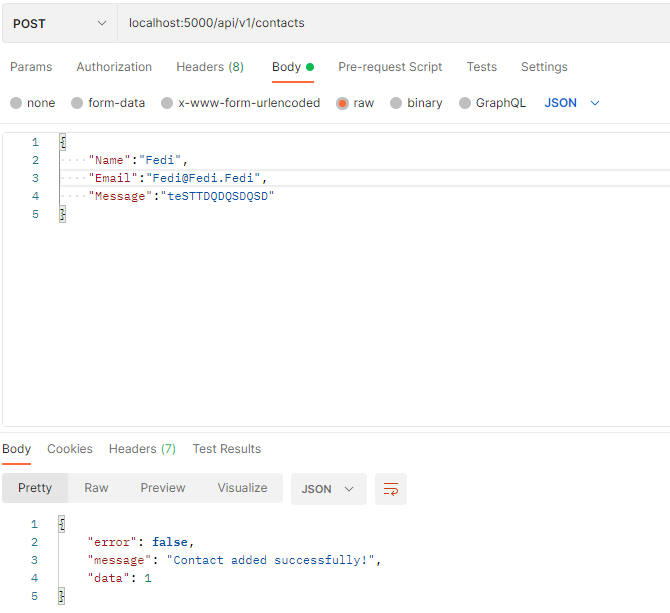 POST localhost:5000/api/v1/contacts
Params Authorization Headers (8) Body Pre-request Script Tests Settings
none form-data x-www-form-urlencoded raw binary GraphQL JSON
1 {
2 "Name":"Fedi",
3 "Email":"Fedi@Fedi.Fedi",
4 "Message":"teSTTDQDQSDQSD"
5 }
Body Cookies Headers (7) Test Results
Pretty Raw Preview Visualize JSON
1 {
2 "error": false,
3 "message": "Contact added successfully!",
4 "data": 1
5 }